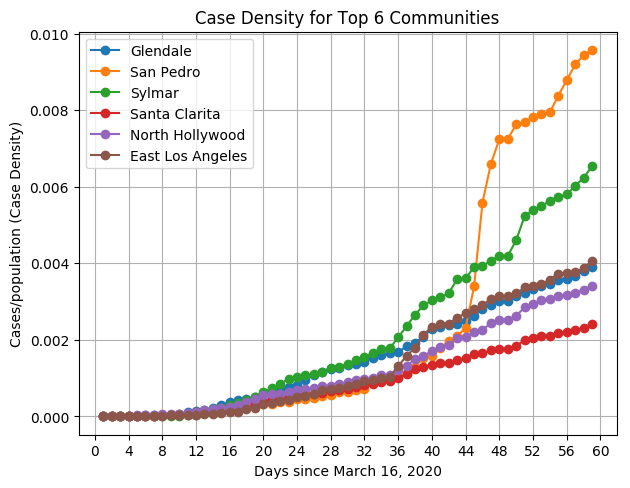 Case Density for Top 6 Communities
Glendale
San Pedro
Sylmar
Santa Clarita
North Hollywood
East Los Angeles
Cases/population (Case Density)
0.010
0.008
0.006
0.004
0.002
0.000
0 4 8 12 16 20 24 28 32 36 40 44 48 52 56 60
Days since March 16, 2020